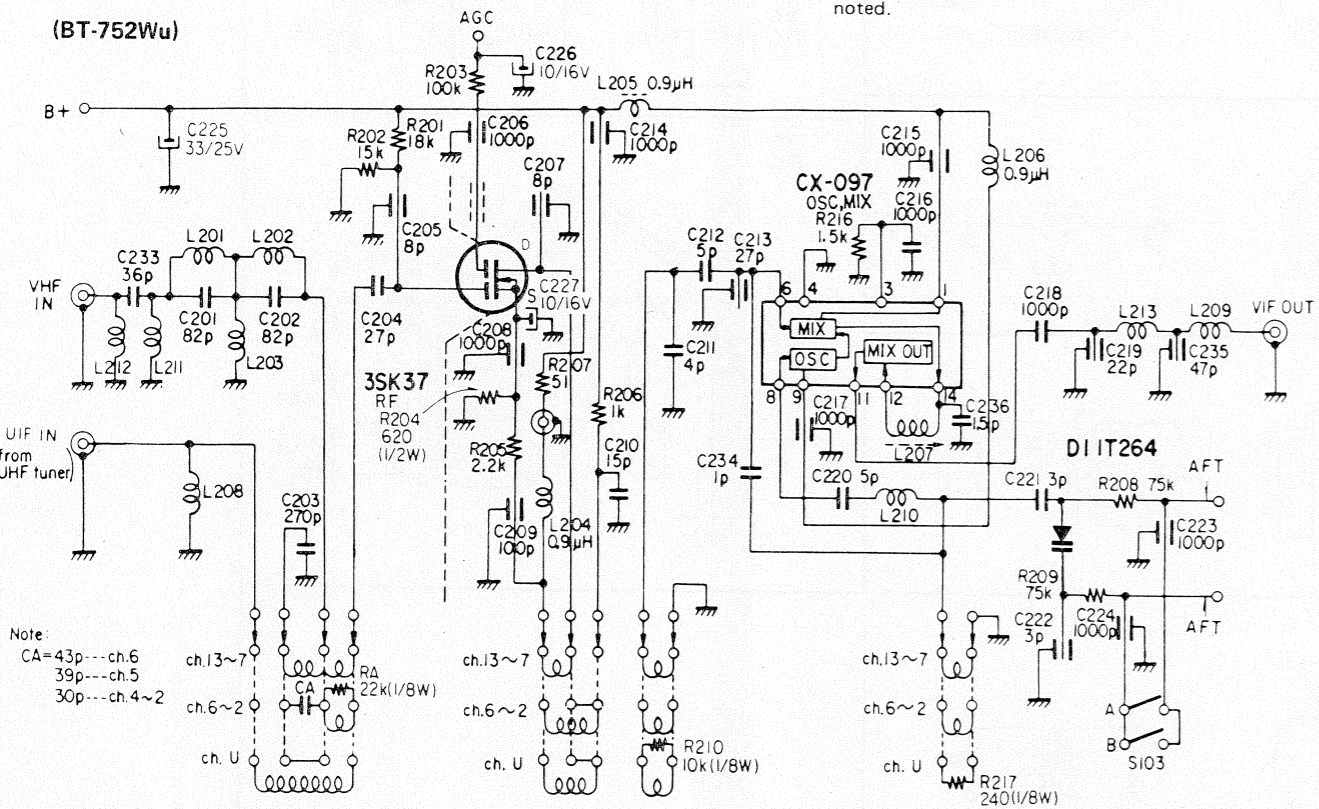 noted.
(BT-752Wu)
AGC
C226
10/16V
R203
100k
L205 0.9μH
B+
C225
33/25V
R202
15k
R201
18k
C206
1000p
C214
1000p
C207
8p
C205
8p
C215
1000p
L206
0.9μH
CX-097
OSC,MIX
R216
1.5k
C216
1000p
L201
L202
C233
36p
VHF
IN
C201
82p
C202
82p
L212
L211
L203
C204
27p
D
S
C227
10/16V
C208
1000p
C212
5p
C213
27p
C211
4p
6
4
3
1
MIX
OSC
MIX OUT
8
9
11
12
14
C218
1000p
L213
L209
VIF OUT
C219
22p
C235
47p
3SK37
RF
R204
620
(1/2W)
R207
51
R206
1k
R205
2.2k
C210
15p
C217
1000p
L207
C236
1.5p
UIF IN
(from
UHF tuner)
L208
C203
270p
C209
100p
L204
0.9μH
C234
1p
C220 5p
L210
C221 3p
D1 1T264
R208 75k
AFT
C223
1000p
R209
75k
C222
3p
C224
1000p
AFT
Note:
CA=43p---ch.6
39p---ch.5
30p---ch.4~2
ch.13~7
CA
RA
22k(1/8W)
ch.6~2
ch. U
ch.13~7
ch.6~2
ch. U
R210
10k(1/8W)
ch.13~7
ch.6~2
ch. U
R217
240(1/8W)
A
B
S103